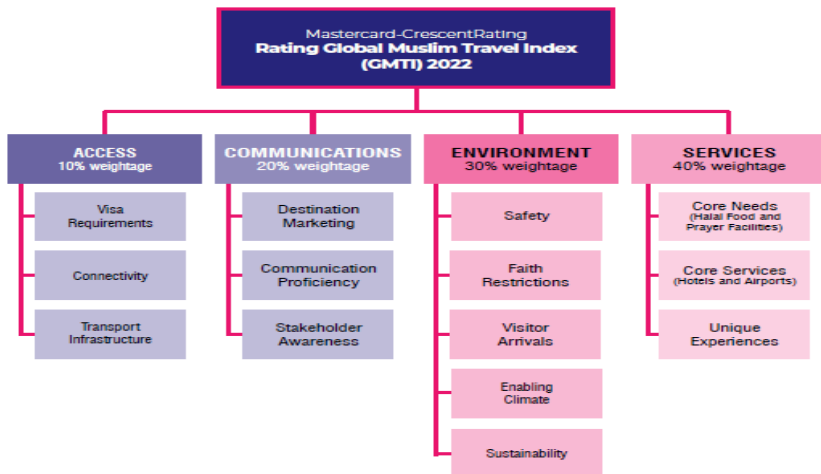 Mastercard-CrescentRating
Rating Global Muslim Travel Index
(GMTI) 2022
ACCESS
10% weightage
Visa
Requirements
Connectivity
Transport
Infrastructure
COMMUNICATIONS
20% weightage
Destination
Marketing
Communication
Proficiency
Stakeholder
Awareness
ENVIRONMENT
30% weightage
Safety
Faith
Restrictions
Visitor
Arrivals
Enabling
Climate
Sustainability
SERVICES
40% weightage
Core Needs
(Halal Food and
Prayer Facilities)
Core Services
(Hotels and Airports)
Unique
Experiences